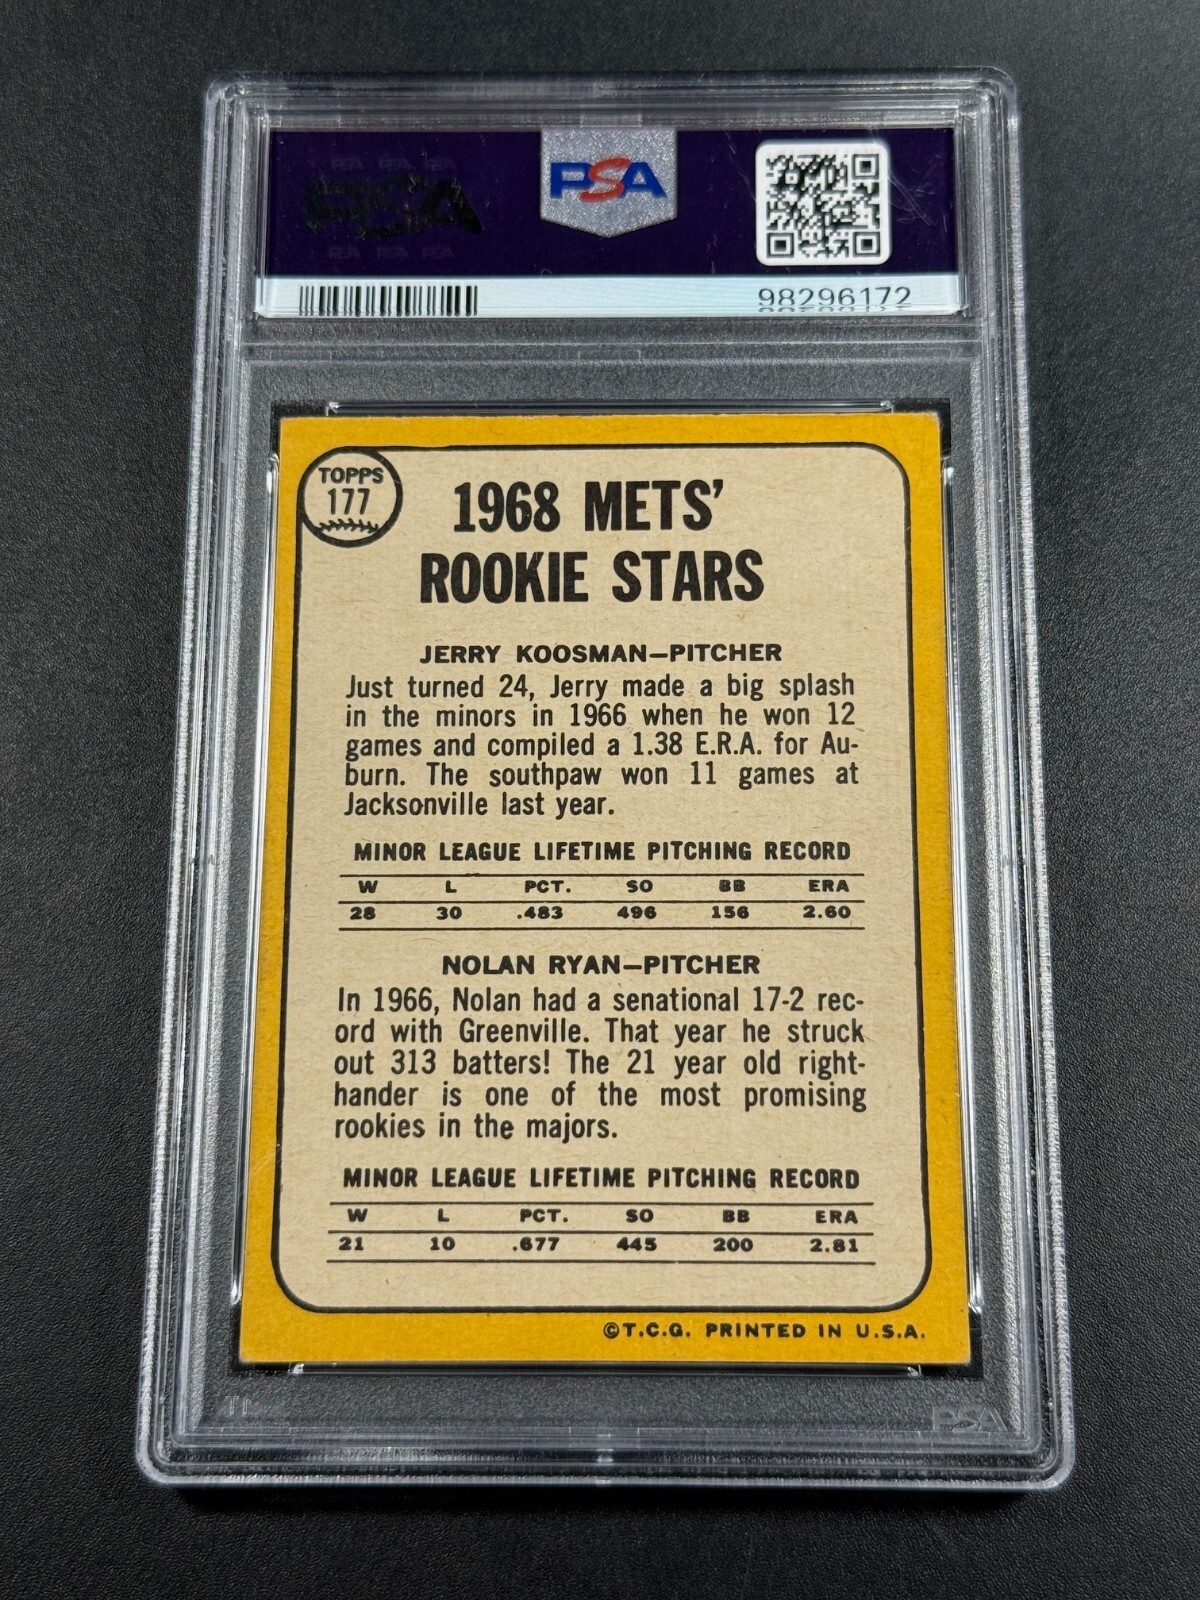 PSA
98296172
TOPPS
177
1968 METS'
ROOKIE STARS
JERRY KOOSMAN—PITCHER
Just turned 24, Jerry made a big splash
in the minors in 1966 when he won 12
games and compiled a 1.38 E.R.A. for Au-
burn. The southpaw won 11 games at
Jacksonville last year.
MINOR LEAGUE LIFETIME PITCHING RECORD
W L PCT. SO BB ERA
28 30 .483 496 156 2.60
NOLAN RYAN—PITCHER
In 1966, Nolan had a senational 17-2 rec-
ord with Greenville. That year he struck
out 313 batters! The 21 year old right-
hander is one of the most promising
rookies in the majors.
MINOR LEAGUE LIFETIME PITCHING RECORD
W L PCT. SO BB ERA
21 10 .677 445 200 2.81
©T.C.G. PRINTED IN U.S.A.
PSA